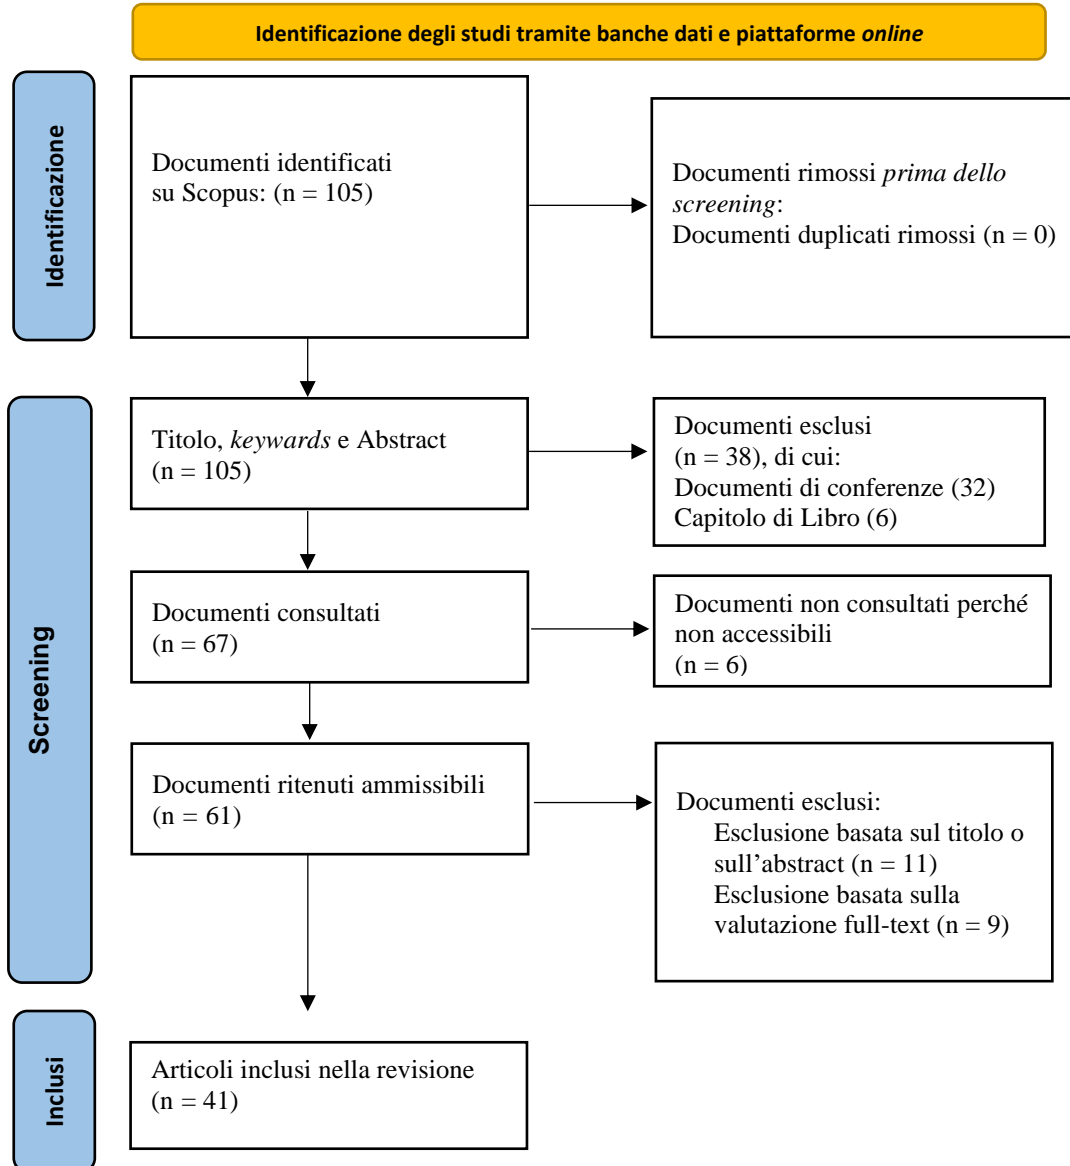 Identificazione degli studi tramite banche dati e piattaforme online
Identificazione
Documenti identificati
su Scopus: (n = 105)
Documenti rimossi prima dello
screening:
Documenti duplicati rimossi (n = 0)
Screening
Titolo, keywards e Abstract
(n = 105)
Documenti esclusi
(n = 38), di cui:
Documenti di conferenze (32)
Capitolo di Libro (6)
Documenti consultati
(n = 67)
Documenti non consultati perché
non accessibili
(n = 6)
Documenti ritenuti ammissibili
(n = 61)
Documenti esclusi:
Esclusione basata sul titolo o
sull’abstract (n = 11)
Esclusione basata sulla
valutazione full-text (n = 9)
Inclusi
Articoli inclusi nella revisione
(n = 41)